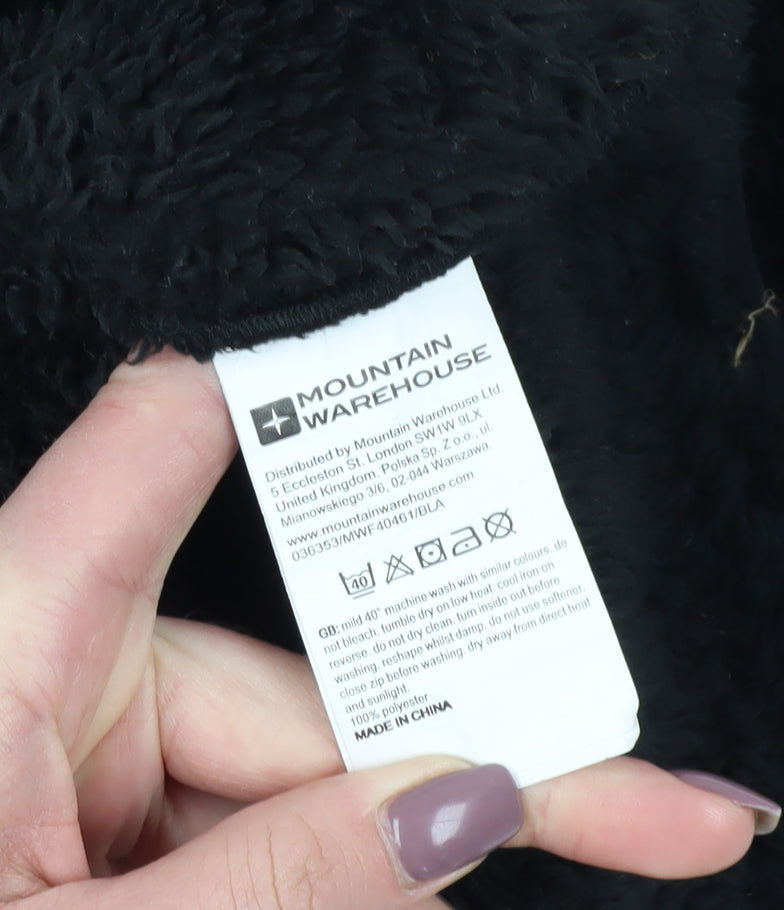 MOUNTAIN
WAREHOUSE
Distributed by Mountain Warehouse Ltd.
5 Eccleston St. London SW1W 9LX
United Kingdom. Polska Sp. Z o.o., ul.
Mianowskiego 3/6, 02-044 Warszawa.
www.mountainwarehouse.com
036353/MWF40461/BLA
40
GB: mild 40° machine wash with similar colours. do
not bleach. tumble dry on low heat. cool iron on
reverse. do not dry clean. turn inside out before
washing. reshape whilst damp. do not use softener.
close zip before washing. dry away from direct heat
and sunlight.
100% polyester
MADE IN CHINA